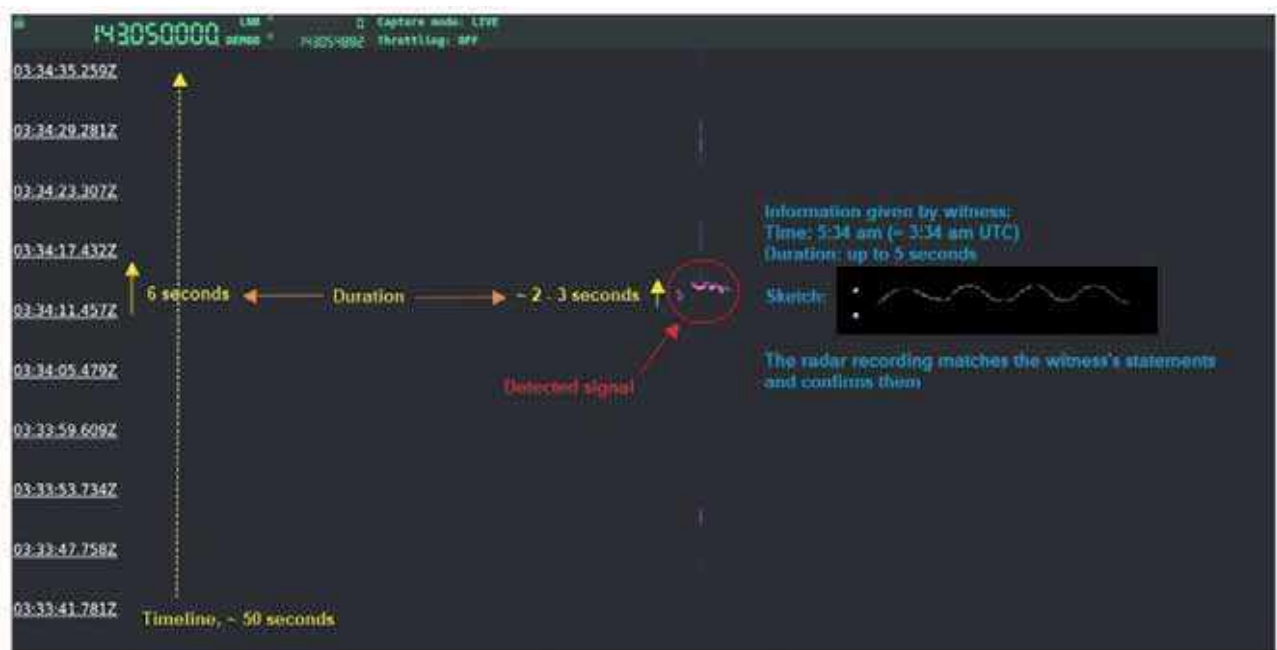 143050000 LNB 0 Capture mode: LIVE
DEMOD 143054892 Throttling: OFF
03:34:35.259Z
03:34:29.281Z
03:34:23.307Z
Information given by witness:
Time: 5:34 am (~ 3:34 am UTC)
03:34:17.432Z
Duration: up to 5 seconds
6 seconds Duration ~ 2 - 3 seconds Sketch:
03:34:11.457Z
The radar recording matches the witness's statements
03:34:05.479Z
and confirms them
Detected signal
03:33:59.609Z
03:33:53.734Z
03:33:47.758Z
03:33:41.781Z
Timeline, ~ 50 seconds